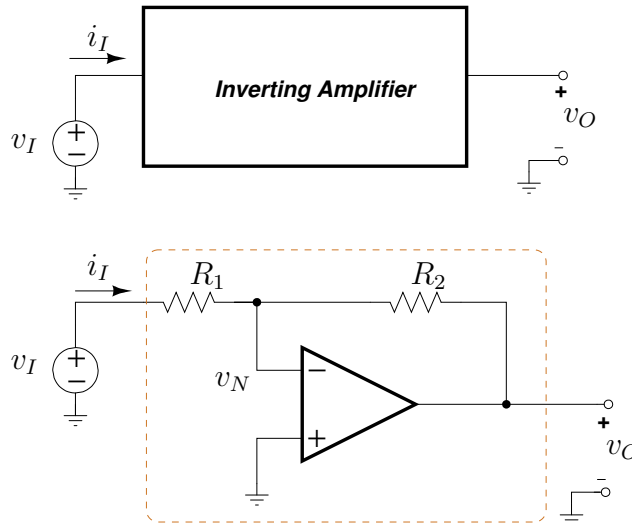 i_I
Inverting Amplifier
v_I
+
−
+
v_O
-
i_I
R_1
R_2
v_I
+
−
v_N
−
+
+
v_O
-